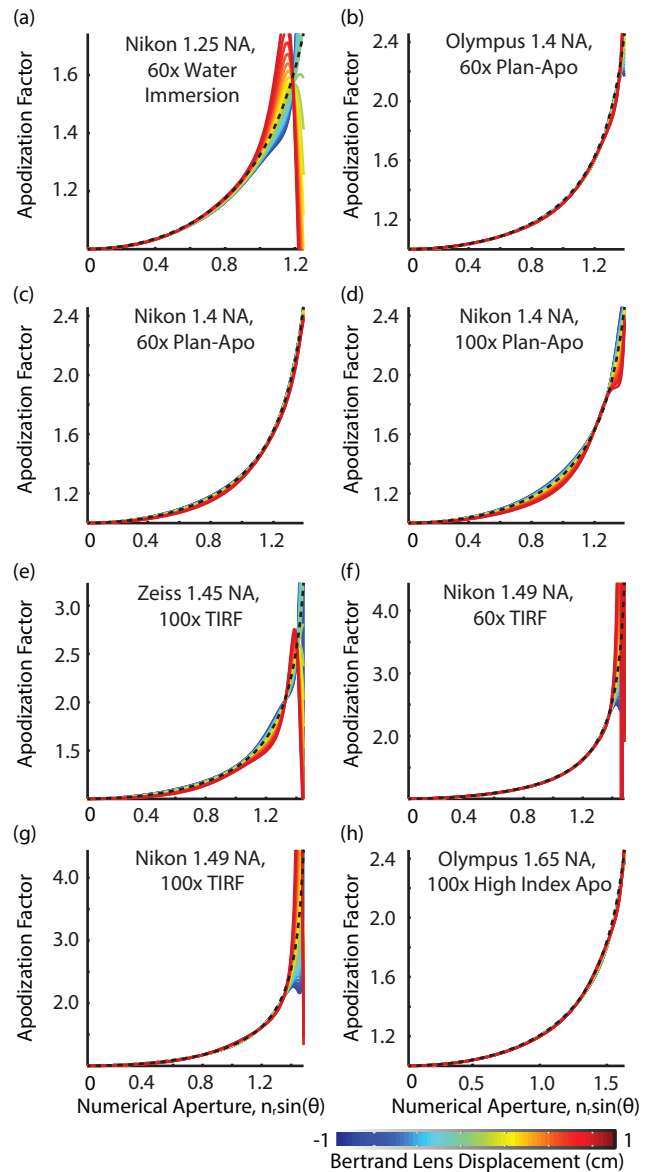 (a)
Nikon 1.25 NA,
60x Water
Immersion
Apodization Factor
1.6
1.4
1.2
0
0.4
0.8
1.2
(b)
Olympus 1.4 NA,
60x Plan-Apo
Apodization Factor
2.4
2.0
1.6
1.2
0
0.4
0.8
1.2
(c)
Nikon 1.4 NA,
60x Plan-Apo
Apodization Factor
2.4
2.0
1.6
1.2
0
0.4
0.8
1.2
(d)
Nikon 1.4 NA,
100x Plan-Apo
Apodization Factor
2.4
2.0
1.6
1.2
0
0.4
0.8
1.2
(e)
Zeiss 1.45 NA,
100x TIRF
Apodization Factor
3.0
2.5
2.0
1.5
0
0.4
0.8
1.2
(f)
Nikon 1.49 NA,
60x TIRF
Apodization Factor
4.0
3.0
2.0
0
0.4
0.8
1.2
(g)
Nikon 1.49 NA,
100x TIRF
Apodization Factor
4.0
3.0
2.0
0
0.4
0.8
1.2
Numerical Aperture, nᵣsin(θ)
(h)
Olympus 1.65 NA,
100x High Index Apo
Apodization Factor
2.4
2.0
1.6
1.2
0
0.5
1.0
1.5
Numerical Aperture, nᵣsin(θ)
-1
1
Bertrand Lens Displacement (cm)